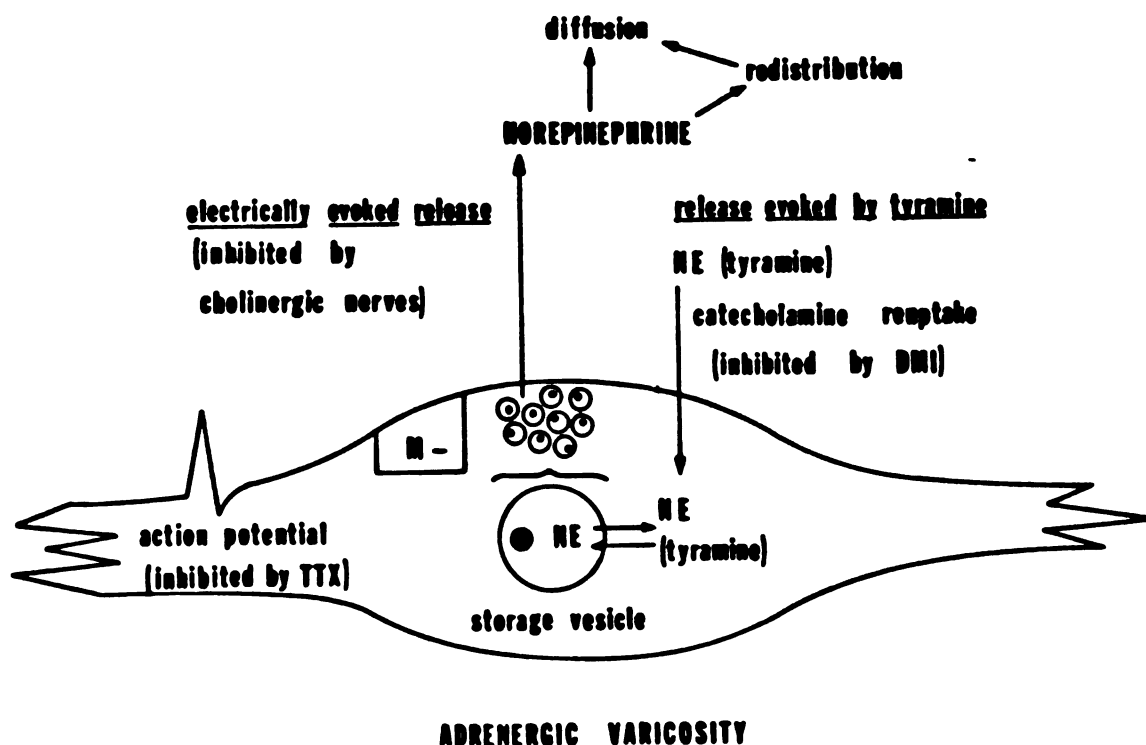 diffusion
redistribution
NOREPINEPHRINE
electrically evoked release
(inhibited by
cholinergic nerves)
release evoked by tyramine
NE (tyramine)
catecholamine reuptake
(inhibited by DMI)
M -
action potential
(inhibited by TTX)
NE
NE
(tyramine)
storage vesicle
ADRENERGIC VARICOSITY